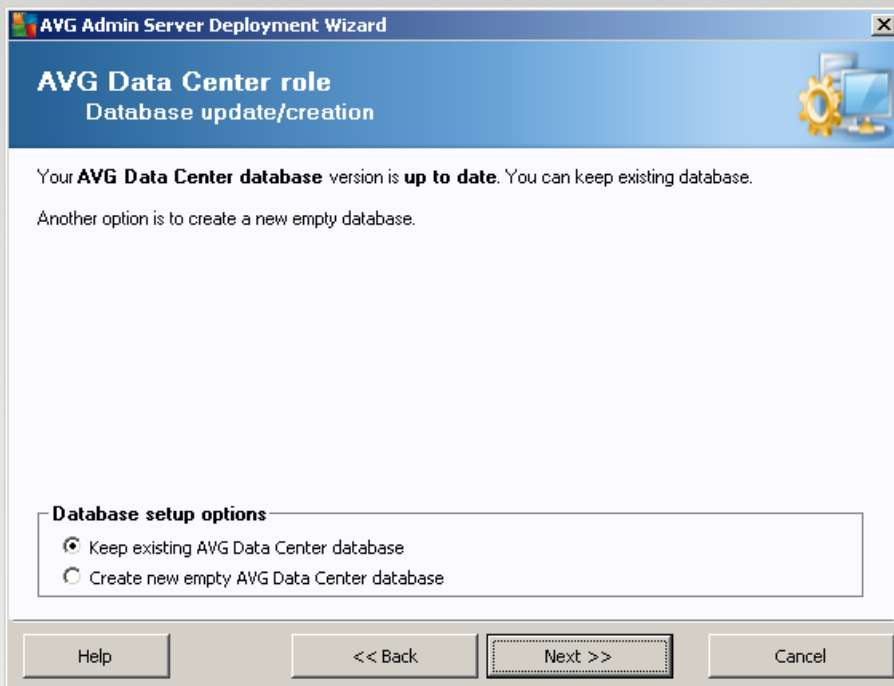 AVG Admin Server Deployment Wizard
AVG Data Center role
Database update/creation
Your AVG Data Center database version is up to date. You can keep existing database.
Another option is to create a new empty database.
Database setup options
Keep existing AVG Data Center database
Create new empty AVG Data Center database
Help
<< Back
Next >>
Cancel